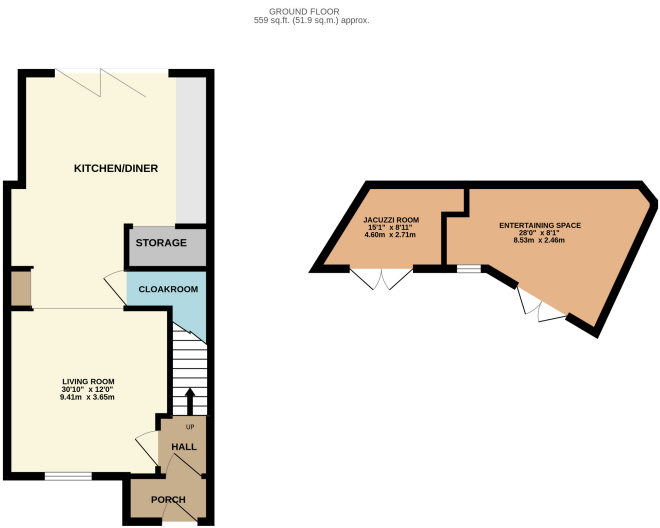 GROUND FLOOR
559 sq.ft. (51.9 sq.m.) approx.
KITCHEN/DINER
STORAGE
CLOAKROOM
LIVING ROOM
30'10" x 12'0"
9.41m x 3.65m
UP
HALL
PORCH
JACUZZI ROOM
15'1" x 8'11"
4.60m x 2.71m
ENTERTAINING SPACE
28'0" x 8'1"
8.53m x 2.46m